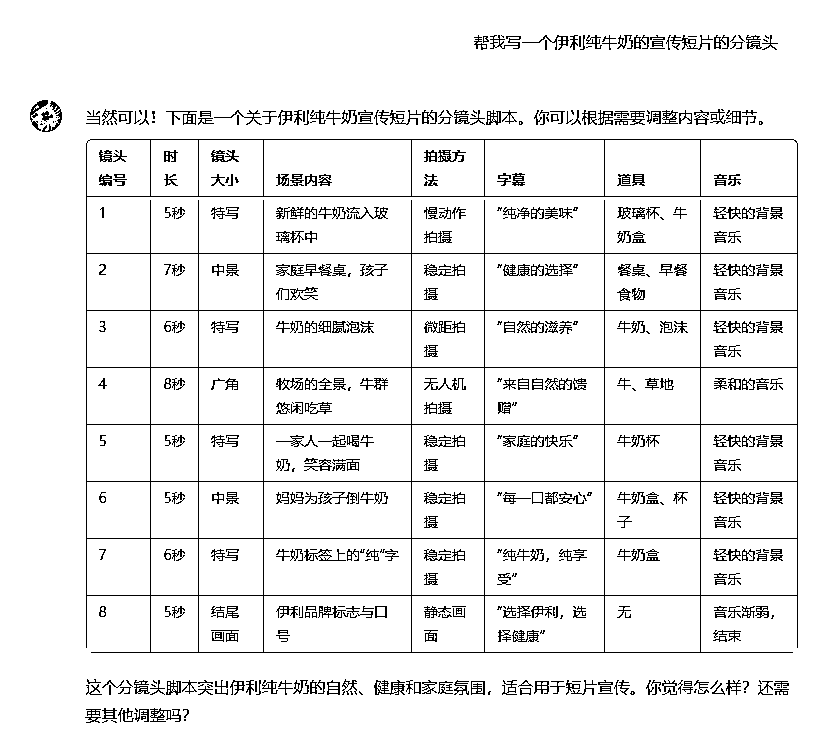 帮我写一个伊利纯牛奶的宣传短片的分镜头
当然可以！下面是一个关于伊利纯牛奶宣传短片的分镜头脚本。你可以根据需要调整内容或细节。
镜头 时 镜头 拍摄方
编号 长 大小 场景内容 法 字幕 道具 音乐
1 5秒 特写 新鲜的牛奶流入玻 慢动作 "纯净的美味" 玻璃杯、牛 轻快的背景
璃杯中 拍摄 奶盒 音乐
2 7秒 中景 家庭早餐桌，孩子 稳定拍 "健康的选择" 餐桌、早餐 轻快的背景
们欢笑 摄 食物 音乐
3 6秒 特写 牛奶的细腻泡沫 微距拍 "自然的滋养" 牛奶、泡沫 轻快的背景
摄 音乐
4 8秒 广角 牧场的全景，牛群 无人机 "来自自然的馈 牛、草地 柔和的音乐
悠闲吃草 拍摄 赠"
5 5秒 特写 一家人一起喝牛 稳定拍 "家庭的快乐" 牛奶杯 轻快的背景
奶，笑容满面 摄 音乐
6 5秒 中景 妈妈为孩子倒牛奶 稳定拍 "每一口都安心" 牛奶盒、杯 轻快的背景
摄 子 音乐
7 6秒 特写 牛奶标签上的"纯"字 稳定拍 "纯牛奶，纯享 牛奶盒 轻快的背景
摄 受" 音乐
8 5秒 结尾 伊利品牌标志与口 静态画 "选择伊利，选 无 音乐渐弱，
画面 号 面 择健康" 结束
这个分镜头脚本突出伊利纯牛奶的自然、健康和家庭氛围，适合用于短片宣传。你觉得怎么样？还需
要其他调整吗？